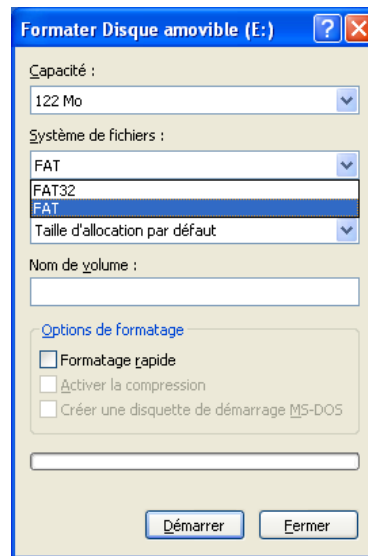 Formater Disque amovible (E:)
Capacité :
122 Mo
Système de fichiers :
FAT
FAT32
FAT
Taille d'allocation par défaut
Nom de volume :
Options de formatage
Formatage rapide
Activer la compression
Créer une disquette de démarrage MS-DOS
Démarrer Fermer